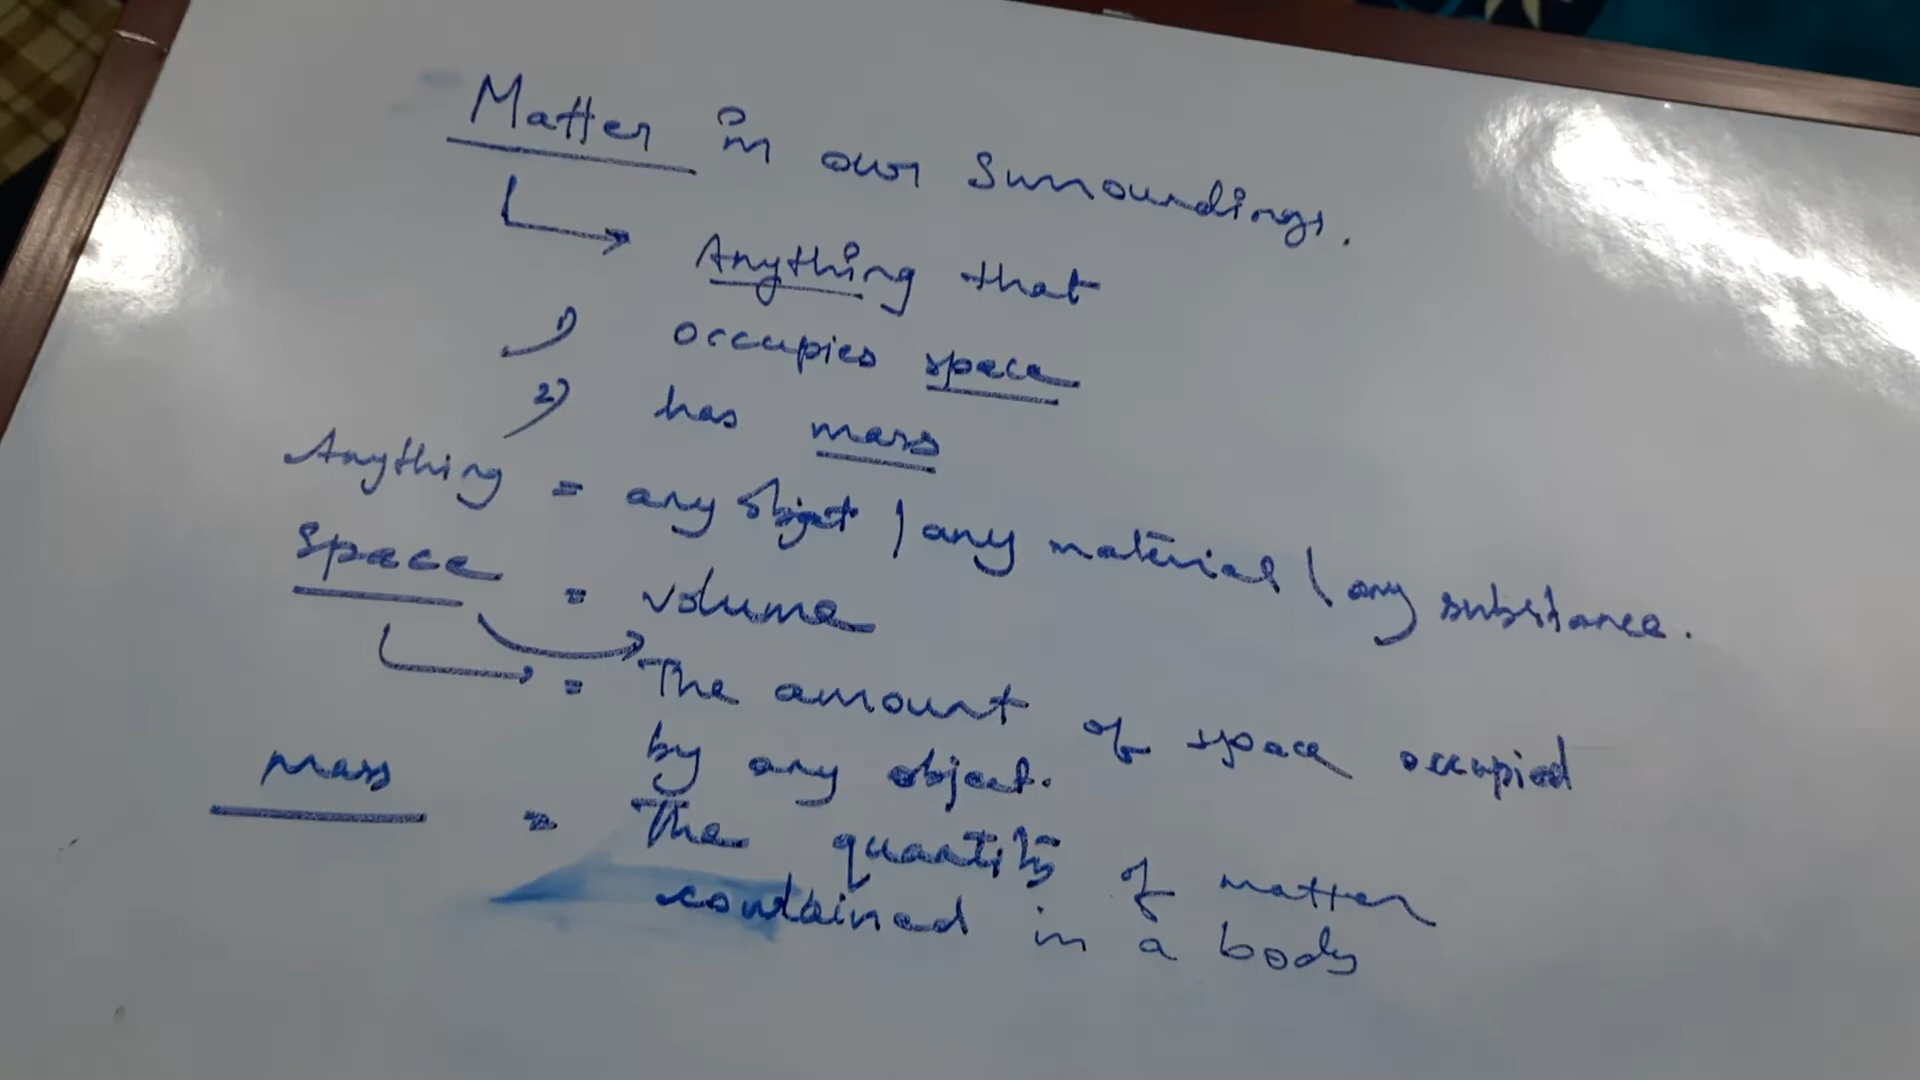 Matter in our Surroundings.
Anything that
1) occupies space
2) has mass
Anything = any object / any material / any substance.
Space = volume
= The amount of space occupied
by any object.
Mass = The quantity of matter
contained in a body